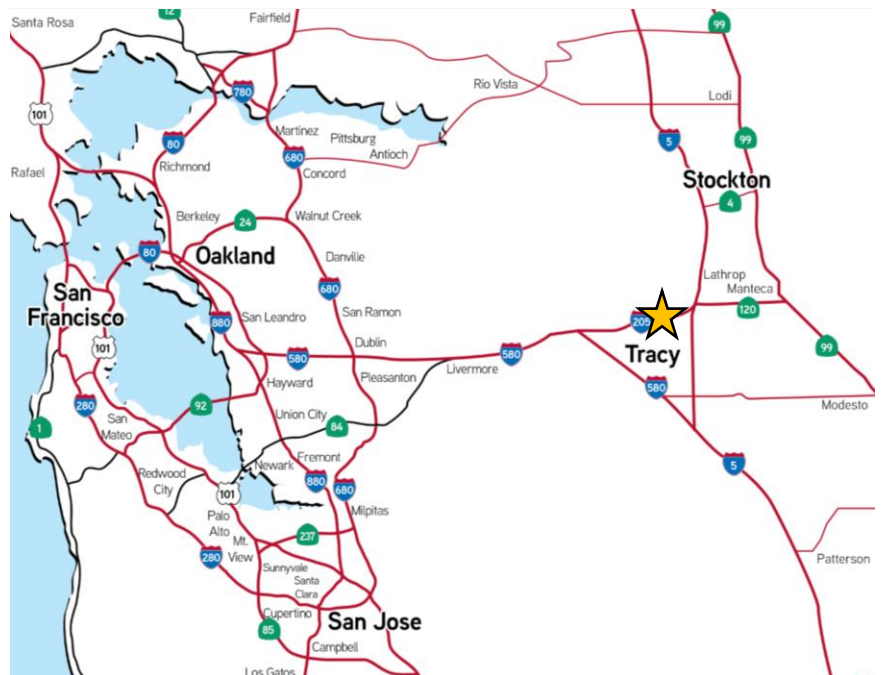 12
Fairfield
Santa Rosa
99
Rio Vista
780
Lodi
101
Martinez
Pittsburg
80
5
99
Antioch
680
Richmond
Concord
Rafael
Stockton
4
Berkeley
24
Walnut Creek
80
Oakland
Danville
Lathrop
680
Manteca
San
Francisco
San Ramon
120
880
San Leandro
205
101
Dublin
99
580
580
Tracy
Livermore
Hayward
Pleasanton
580
280
92
Modesto
San
Mateo
Union City
84
1
Newark
Fremont
5
Redwood
City
880
101
680
Palo
Alto
Milpitas
237
Mt.
View
280
Sunnyvale
Patterson
Santa
Clara
Cupertino
San Jose
85
Campbell
Los Gatos